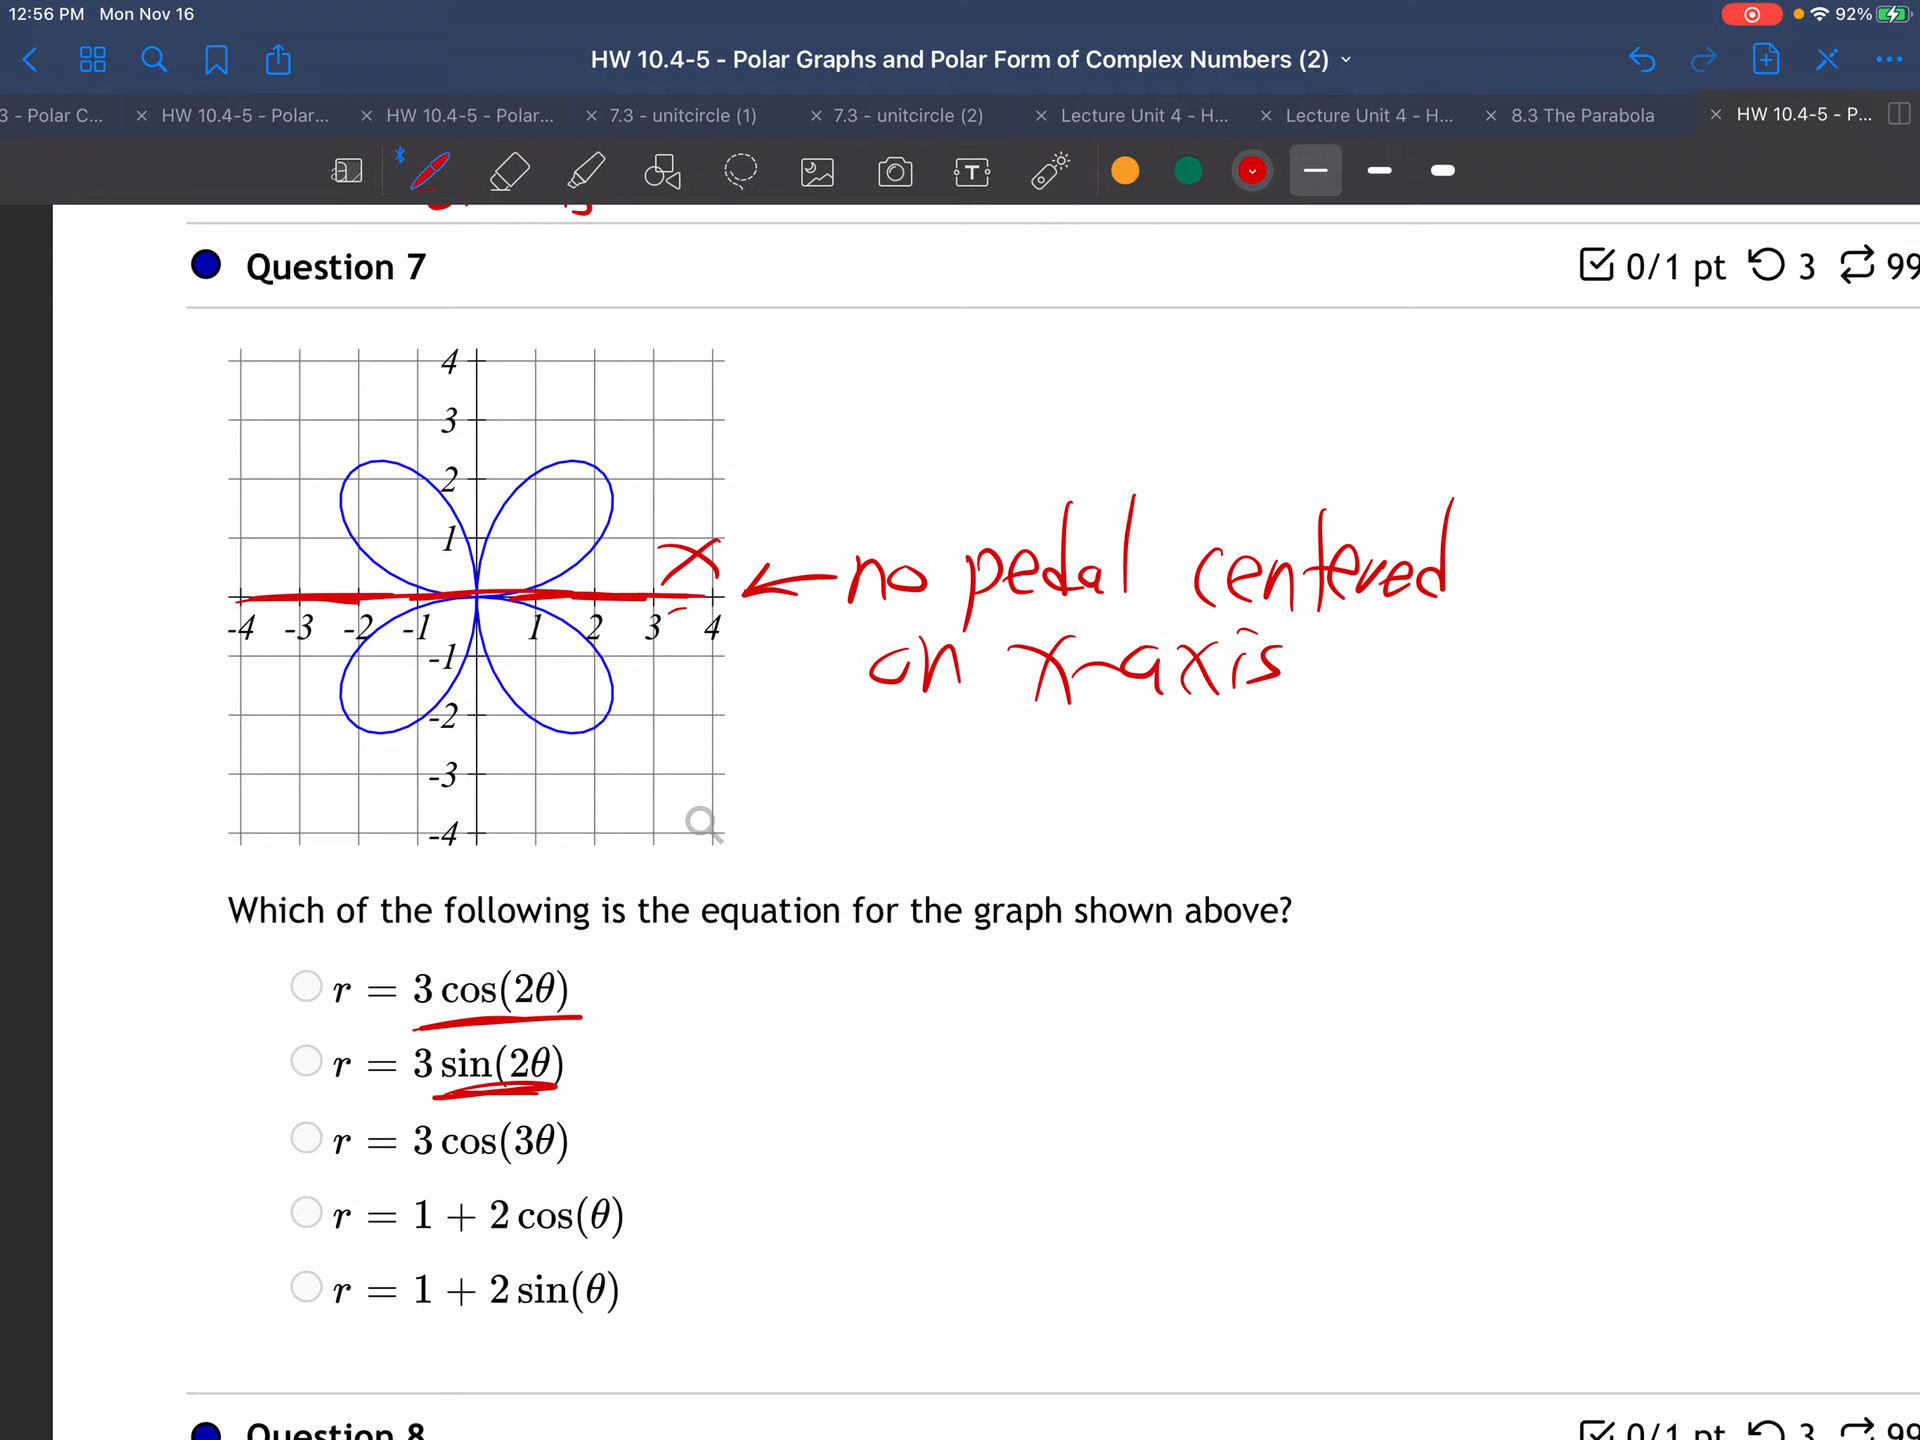 12:56 PM Mon Nov 16
92%
HW 10.4-5 - Polar Graphs and Polar Form of Complex Numbers (2)
3 - Polar C... × HW 10.4-5 - Polar... × HW 10.4-5 - Polar... × 7.3 - unitcircle (1) × 7.3 - unitcircle (2) × Lecture Unit 4 - H... × Lecture Unit 4 - H... × 8.3 The Parabola × HW 10.4-5 - P...
Question 7
0/1 pt 3 99
4
3
2
1
-4 -3 -2 -1 1 2 3 4
-1
-2
-3
-4
x
no pedal centered
on x-axis
Which of the following is the equation for the graph shown above?
r = 3 cos(2θ)
r = 3 sin(2θ)
r = 3 cos(3θ)
r = 1 + 2 cos(θ)
r = 1 + 2 sin(θ)
Question 8
0/1 pt 3 99